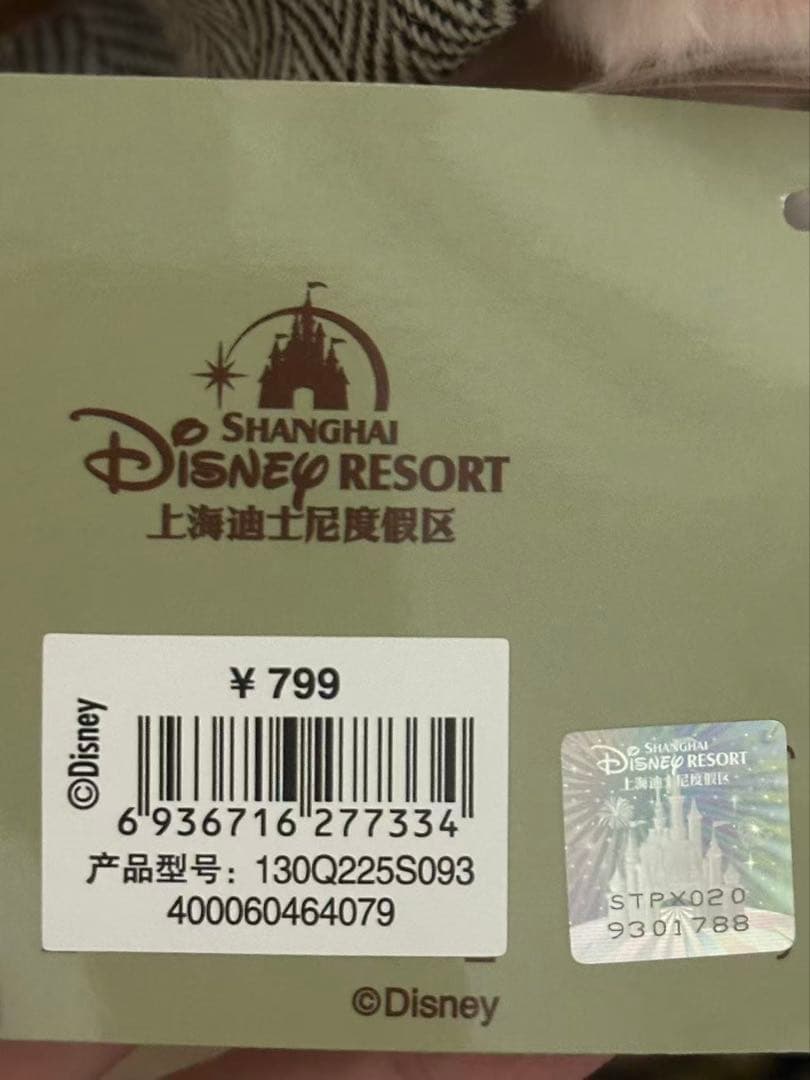 SHANGHAI
DISNEY RESORT
上海迪士尼度假区
¥ 799
©Disney
6 936716 277334
产品型号：130Q225S093
400060464079
SHANGHAI
DISNEY RESORT
上海迪士尼度假区
STPX020
9301788
©Disney